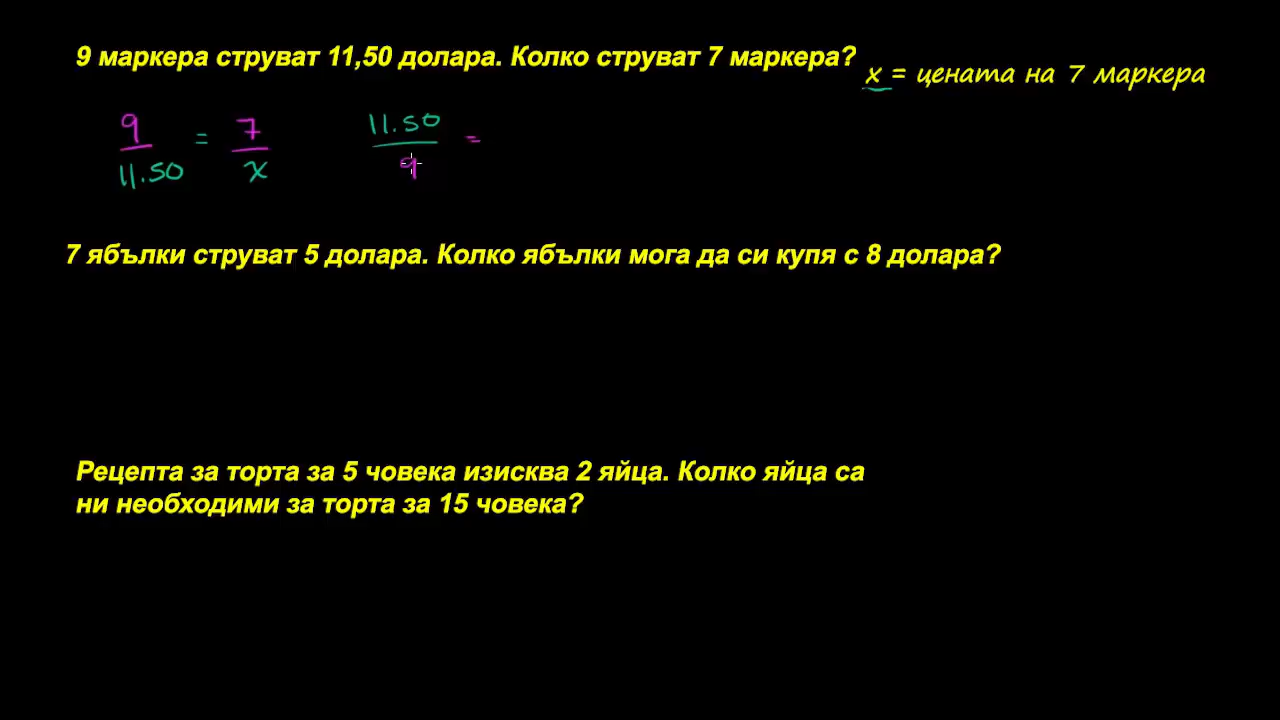 9 маркера струват 11,50 долара. Колко струват 7 маркера?
x = цената на 7 маркера
9/11.50 = 7/x
11.50/9 =
7 ябълки струват 5 долара. Колко ябълки мога да си купя с 8 долара?
Рецепта за торта за 5 човека изисква 2 яйца. Колко яйца са
ни необходими за торта за 15 човека?